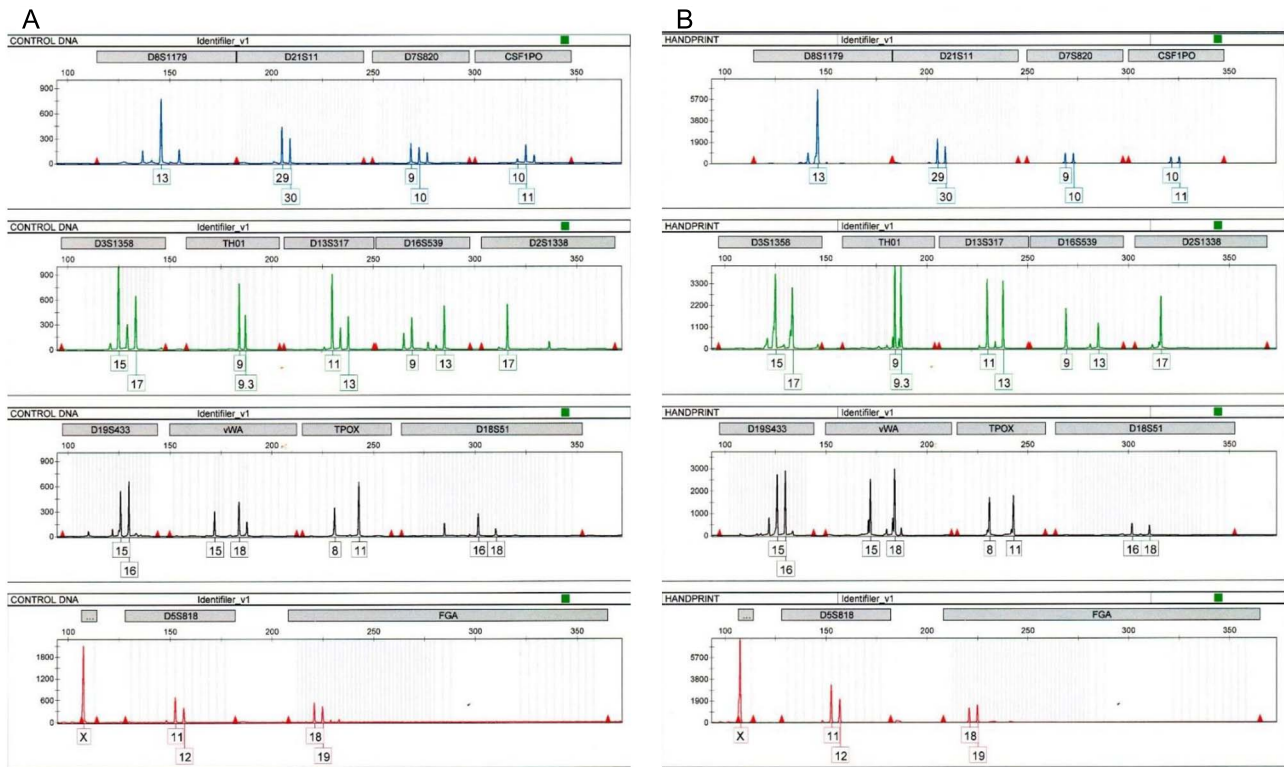 A
CONTROL DNA Identifiler_v1
D8S1179 D21S11 D7S820 CSF1PO
100 150 200 250 300 350
900
600
300
0
13 29 9 10
30 10 11
CONTROL DNA Identifiler_v1
D3S1358 TH01 D13S317 D16S539 D2S1338
100 150 200 250 300 350
900
600
300
0
15 9 11 9 13 17
17 9.3 13
CONTROL DNA Identifiler_v1
D19S433 vWA TPOX D18S51
100 150 200 250 300 350
900
600
300
0
15 15 18 8 11 16 18
16
CONTROL DNA Identifiler_v1
... D5S818 FGA
100 150 200 250 300 350
1800
1200
600
0
X 11 18
12 19
B
HANDPRINT Identifiler_v1
D8S1179 D21S11 D7S820 CSF1PO
100 150 200 250 300 350
5700
3800
1900
0
13 29 9 10
30 10 11
HANDPRINT Identifiler_v1
D3S1358 TH01 D13S317 D16S539 D2S1338
100 150 200 250 300 350
3300
2200
1100
0
15 9 11 9 13 17
17 9.3 13
HANDPRINT Identifiler_v1
D19S433 vWA TPOX D18S51
100 150 200 250 300 350
3000
2000
1000
0
15 15 18 8 11 16 18
16
HANDPRINT Identifiler_v1
... D5S818 FGA
100 150 200 250 300 350
5700
3800
1900
0
X 11 18
12 19